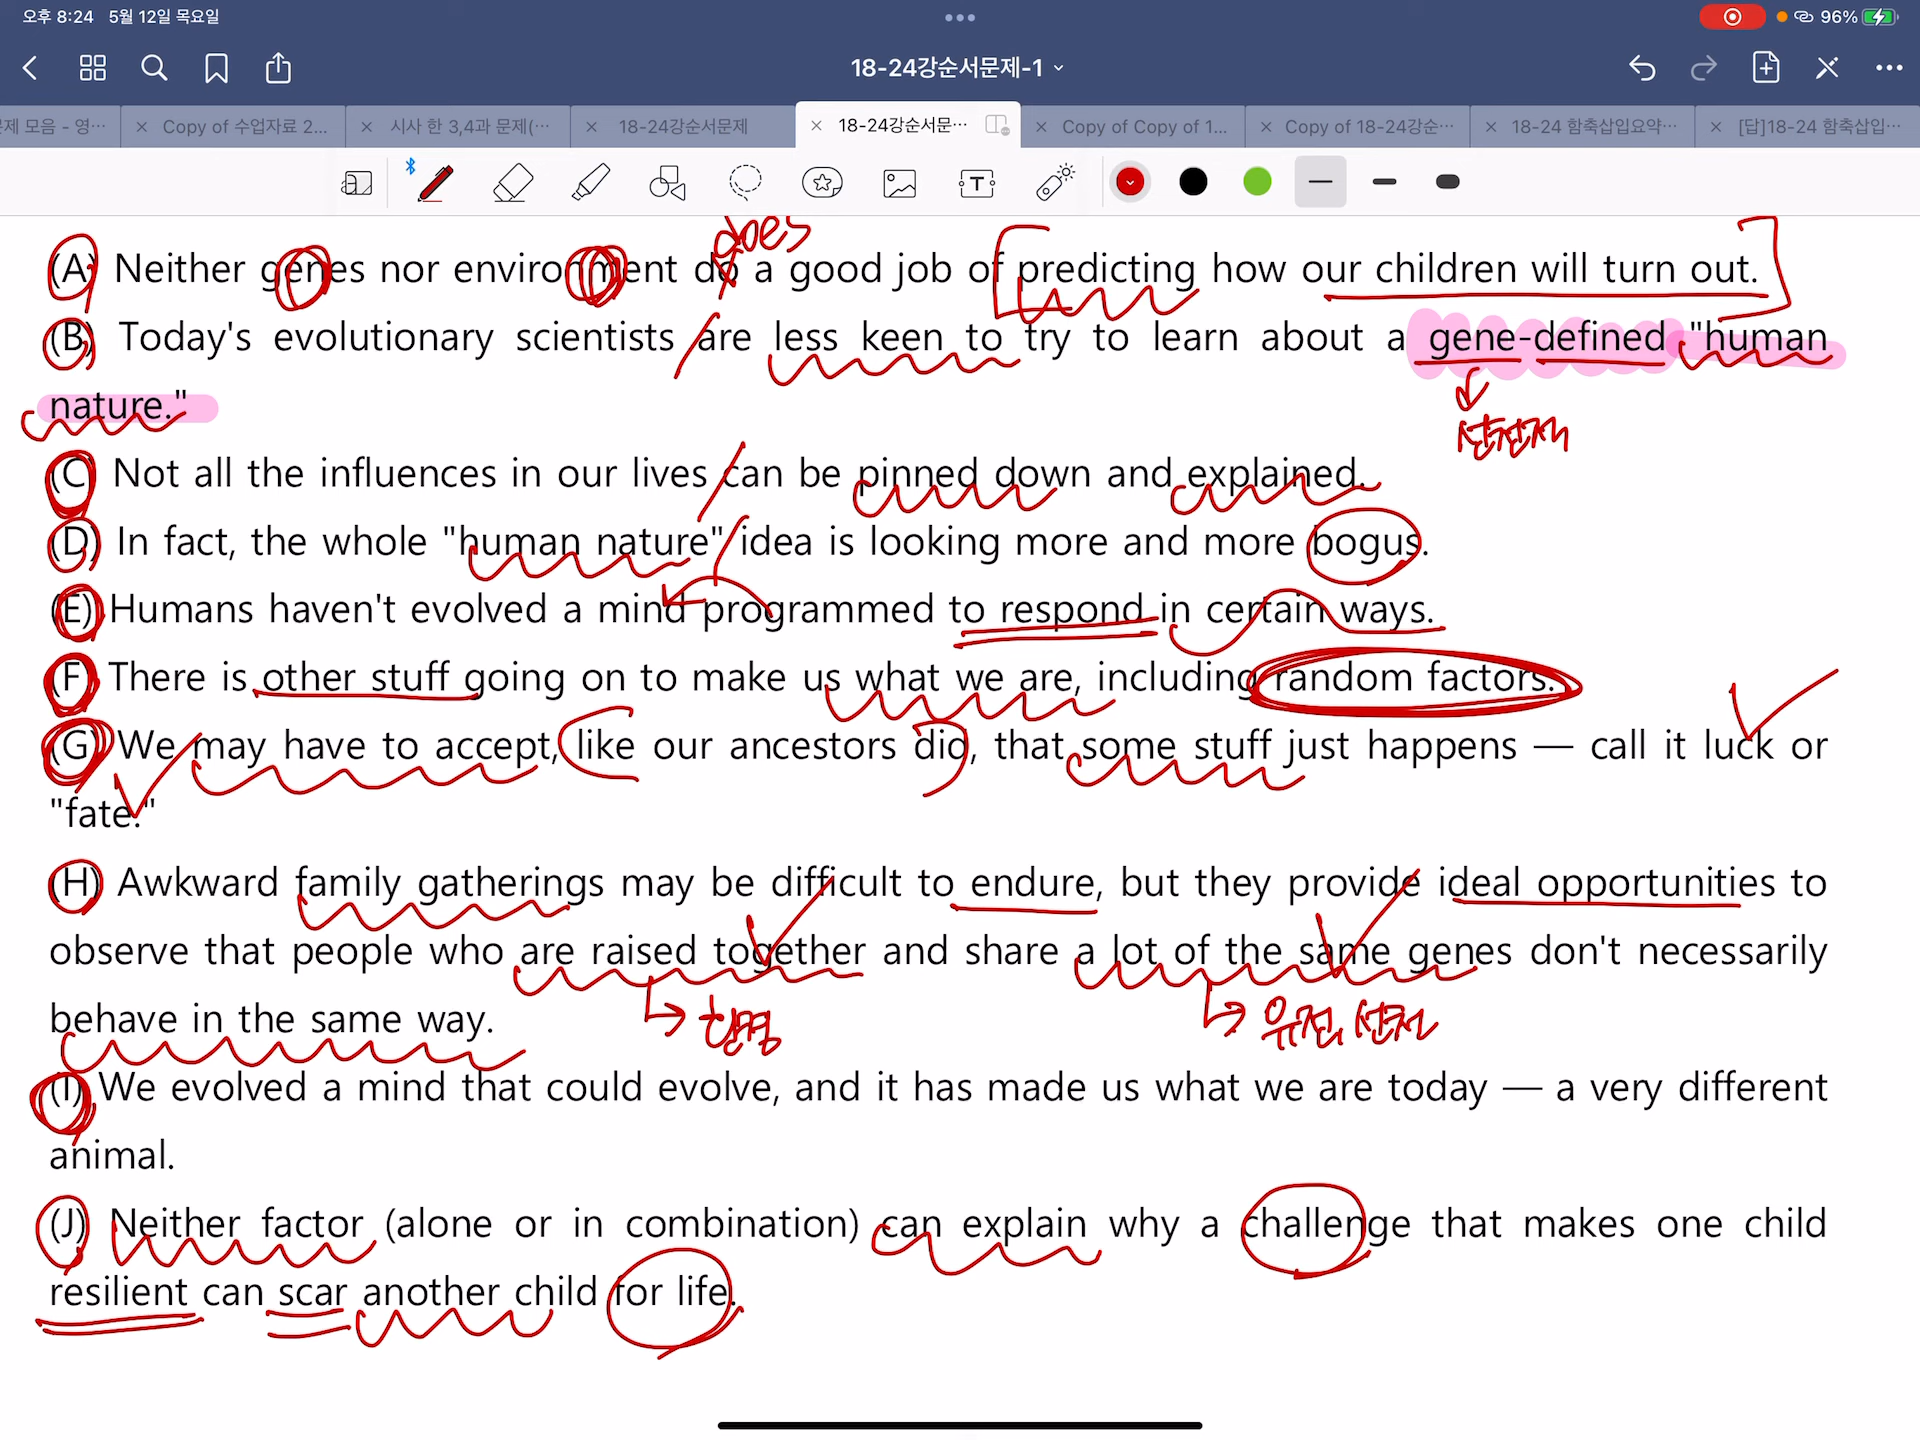 오후 8:24 5월 12일 목요일
96%
18-24강순서문제-1
제 모음 - 영…
Copy of 수업자료 2...
시사 한 3,4과 문제(…
18-24강순서문제
18-24강순서문…
Copy of Copy of 1...
Copy of 18-24강순…
18-24 함축삽입요약…
[답]18-24 함축삽입…
does
(A) Neither genes nor environment do a good job of predicting how our children will turn out.
(B) Today's evolutionary scientists are less keen to try to learn about a gene-defined "human
nature."
(C) Not all the influences in our lives can be pinned down and explained.
(D) In fact, the whole "human nature" idea is looking more and more bogus.
(E) Humans haven't evolved a mind programmed to respond in certain ways.
(F) There is other stuff going on to make us what we are, including random factors.
(G) We may have to accept, like our ancestors did, that some stuff just happens — call it luck or
"fate."
(H) Awkward family gatherings may be difficult to endure, but they provide ideal opportunities to
observe that people who are raised together and share a lot of the same genes don't necessarily
behave in the same way.
환경
유전, 선천
(I) We evolved a mind that could evolve, and it has made us what we are today — a very different
animal.
(J) Neither factor (alone or in combination) can explain why a challenge that makes one child
resilient can scar another child for life.